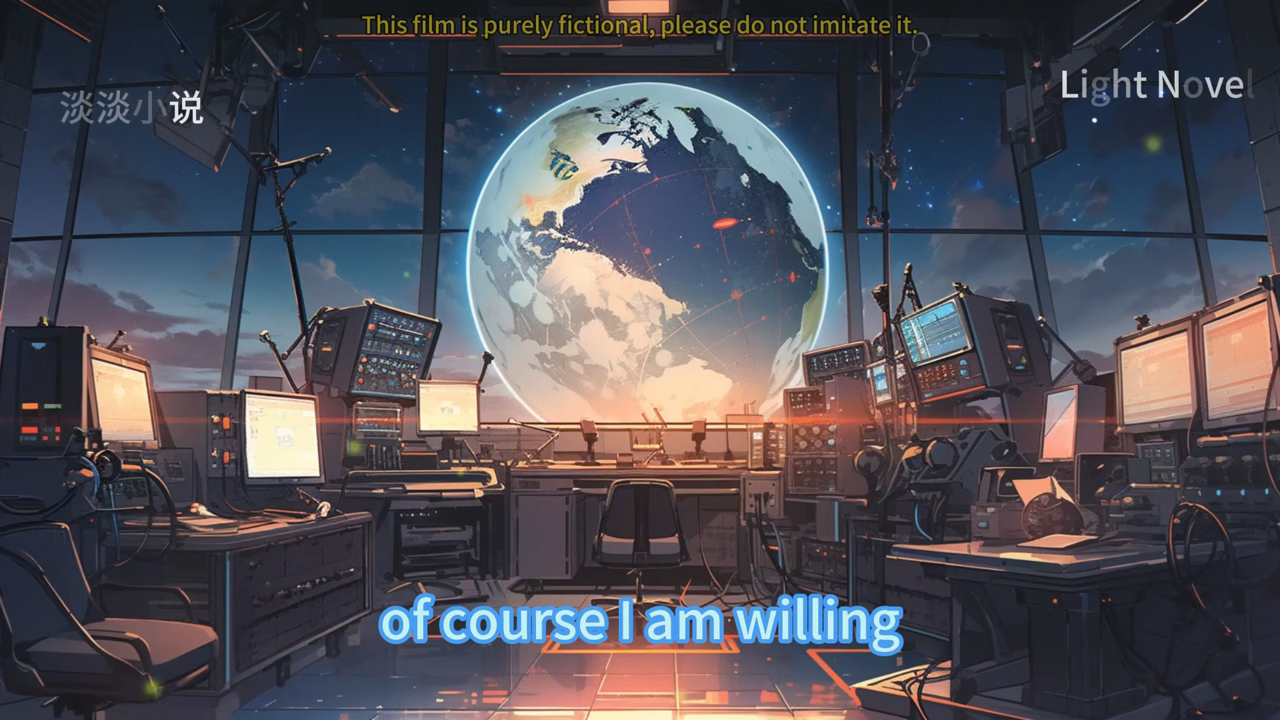 This film is purely fictional, please do not imitate it.
淡淡小说
Light Novel
of course I am willing